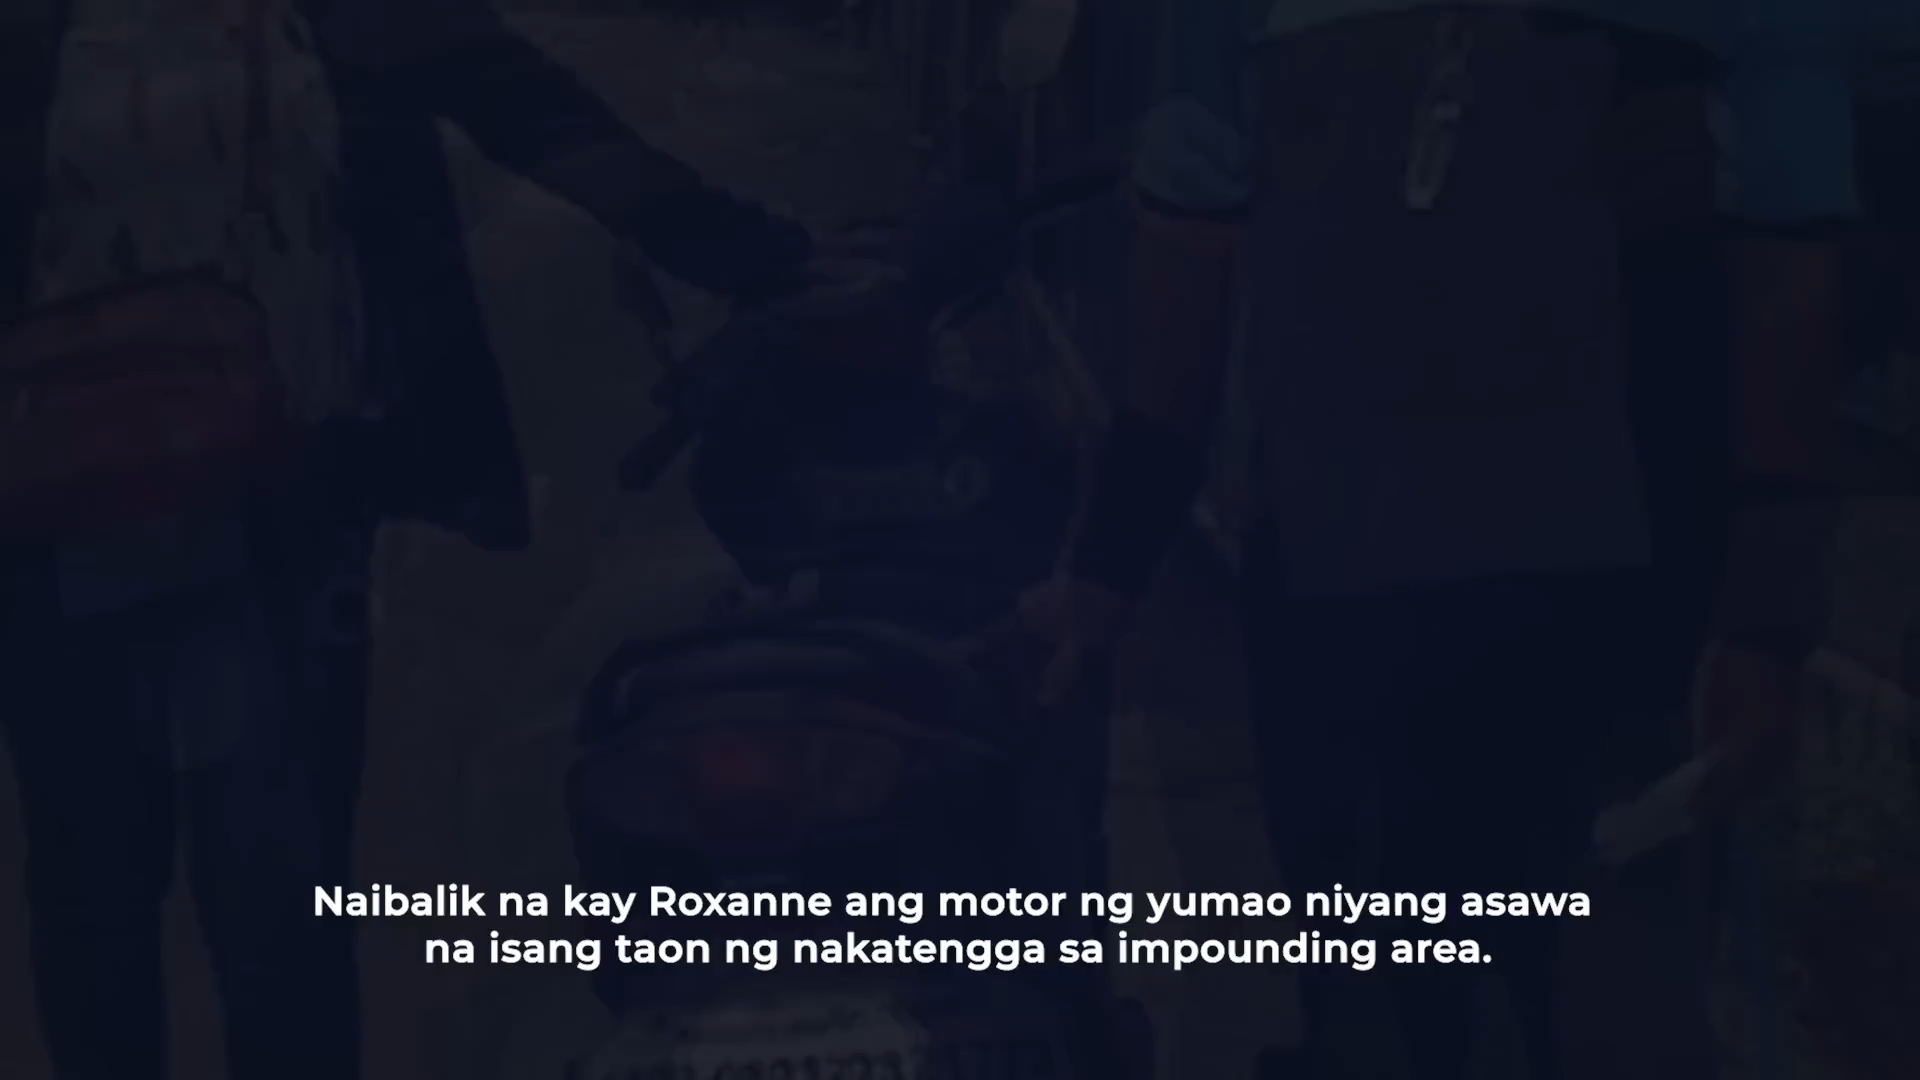 Naibalik na kay Roxanne ang motor ng yumao niyang asawa
na isang taon ng nakatengga sa impounding area.